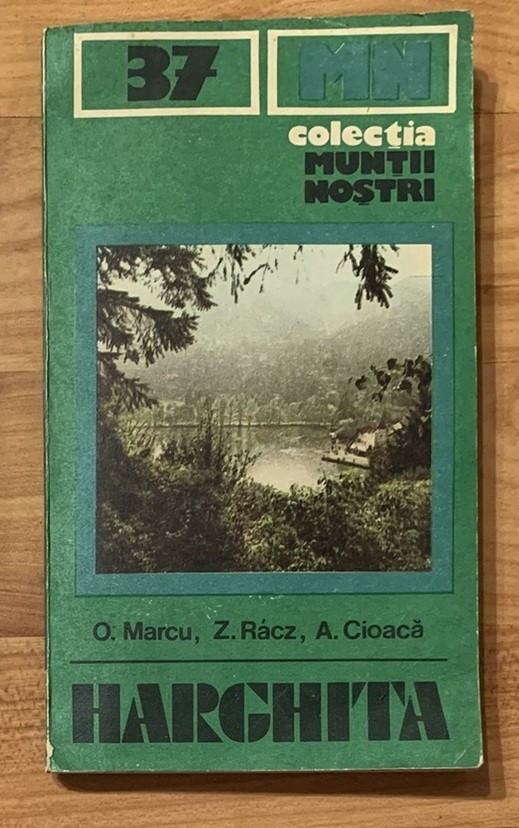 37 MN
colecția
MUNȚII
NOȘTRI
O. Marcu, Z. Rácz, A. Cioacă
HARGHITA